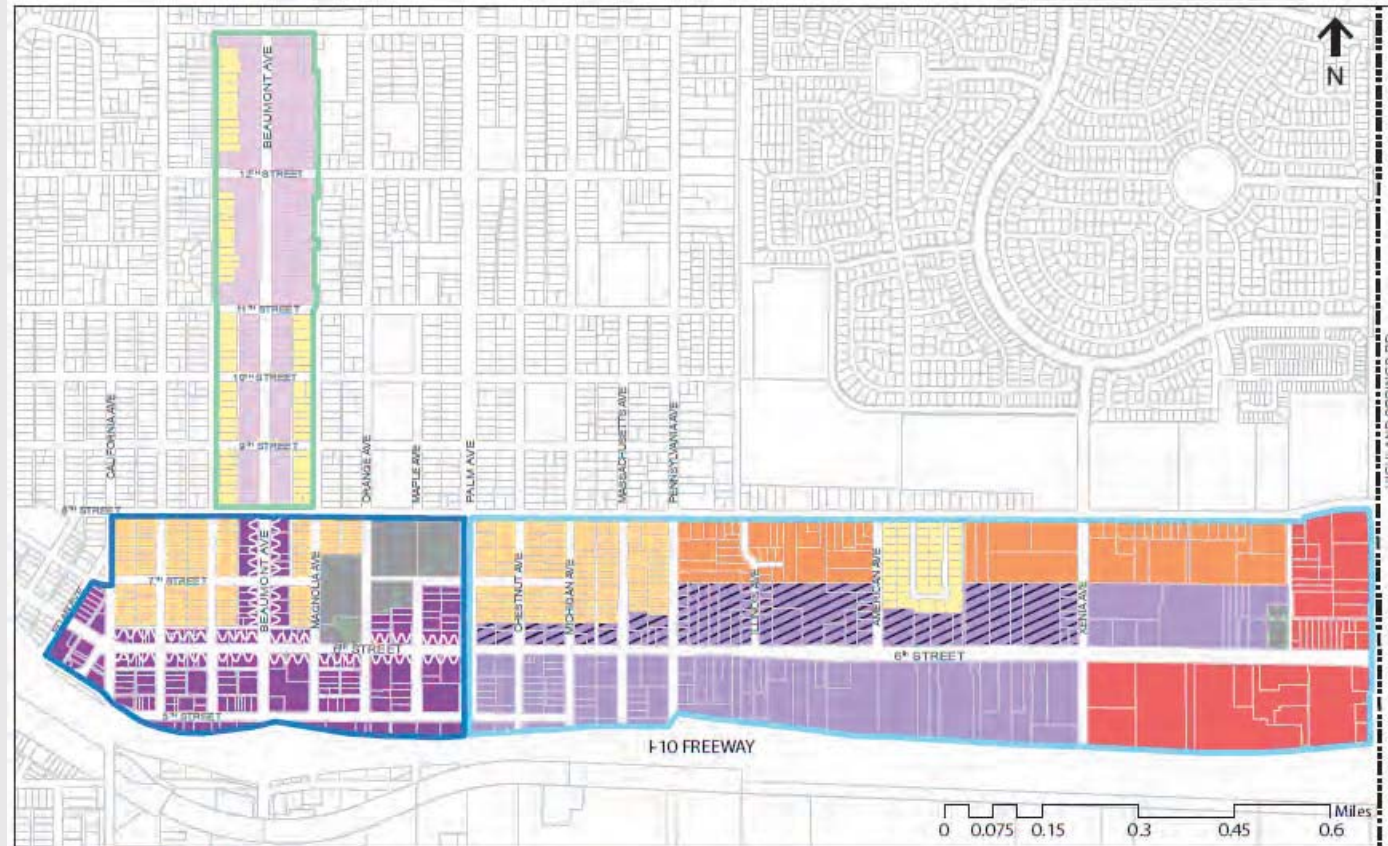 N
BEAUMONT AVE
12TH STREET
11TH STREET
10TH STREET
9TH STREET
CALIFORNIA AVE
ORANGE AVE
MAPLE AVE
PALM AVE
MASSACHUSETTS AVE
PENNSYLVANIA AVE
8TH STREET
7TH STREET
BEAUMONT AVE
MAGNOLIA AVE
CHESTNUT AVE
MICHIGAN AVE
ILLINOIS AVE
AMERICAN AVE
XENIA AVE
6TH STREET
6th STREET
5TH STREET
I-10 FREEWAY
Miles
0 0.075 0.15 0.3 0.45 0.6